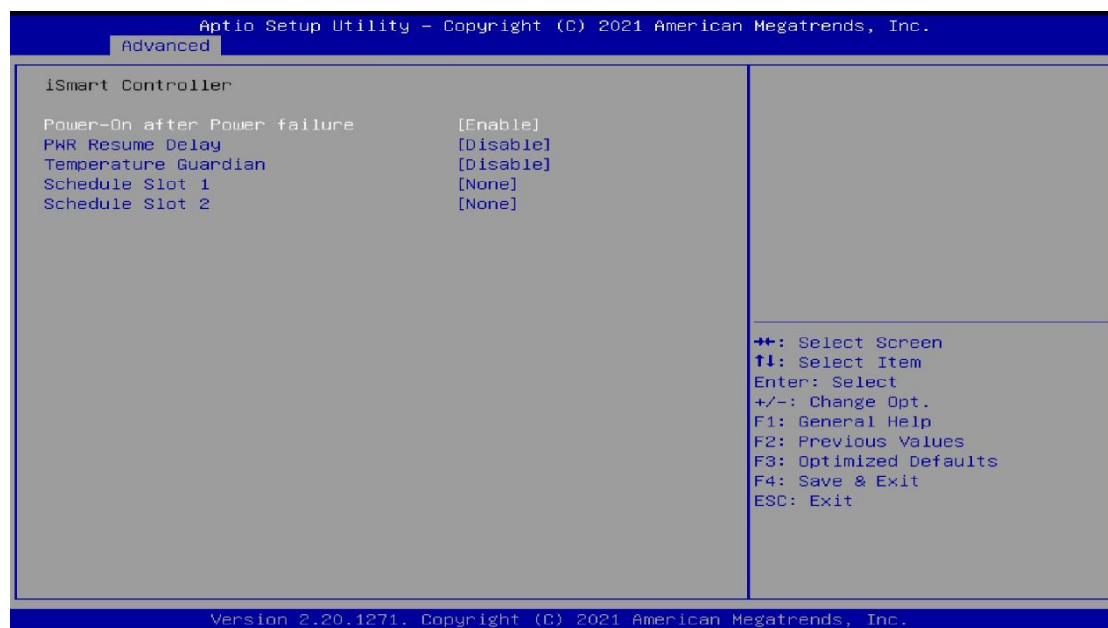 Aptio Setup Utility – Copyright (C) 2021 American Megatrends, Inc.
Advanced
iSmart Controller
Power-On after Power failure [Enable]
PWR Resume Delay [Disable]
Temperature Guardian [Disable]
Schedule Slot 1 [None]
Schedule Slot 2 [None]
→←: Select Screen
↑↓: Select Item
Enter: Select
+/-: Change Opt.
F1: General Help
F2: Previous Values
F3: Optimized Defaults
F4: Save & Exit
ESC: Exit
Version 2.20.1271. Copyright (C) 2021 American Megatrends, Inc.